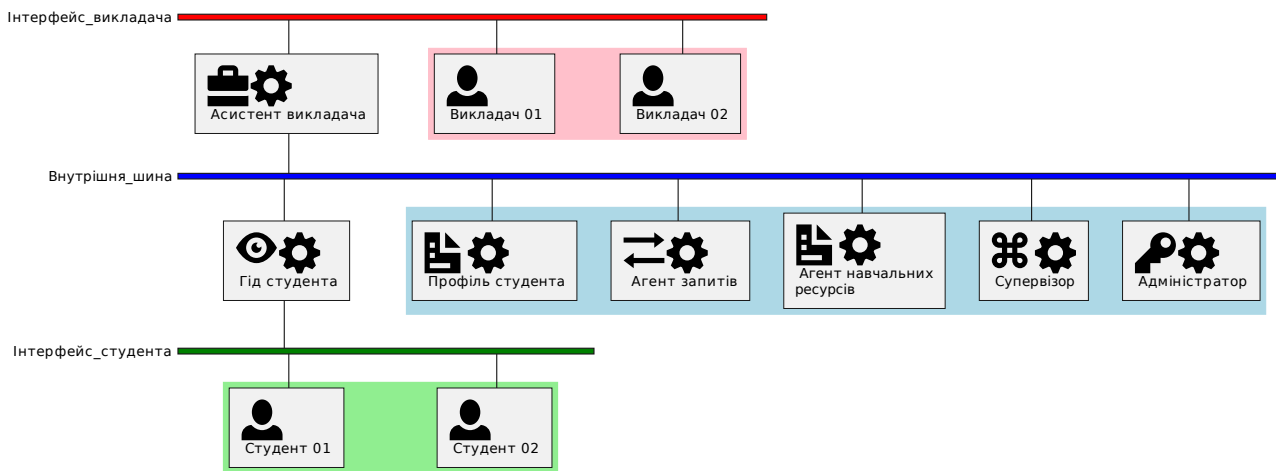 Інтерфейс_викладача
Асистент викладача
Викладач 01
Викладач 02
Внутрішня_шина
Гід студента
Профіль студента
Агент запитів
Агент навчальних
ресурсів
Супервізор
Адміністратор
Інтерфейс_студента
Студент 01
Студент 02